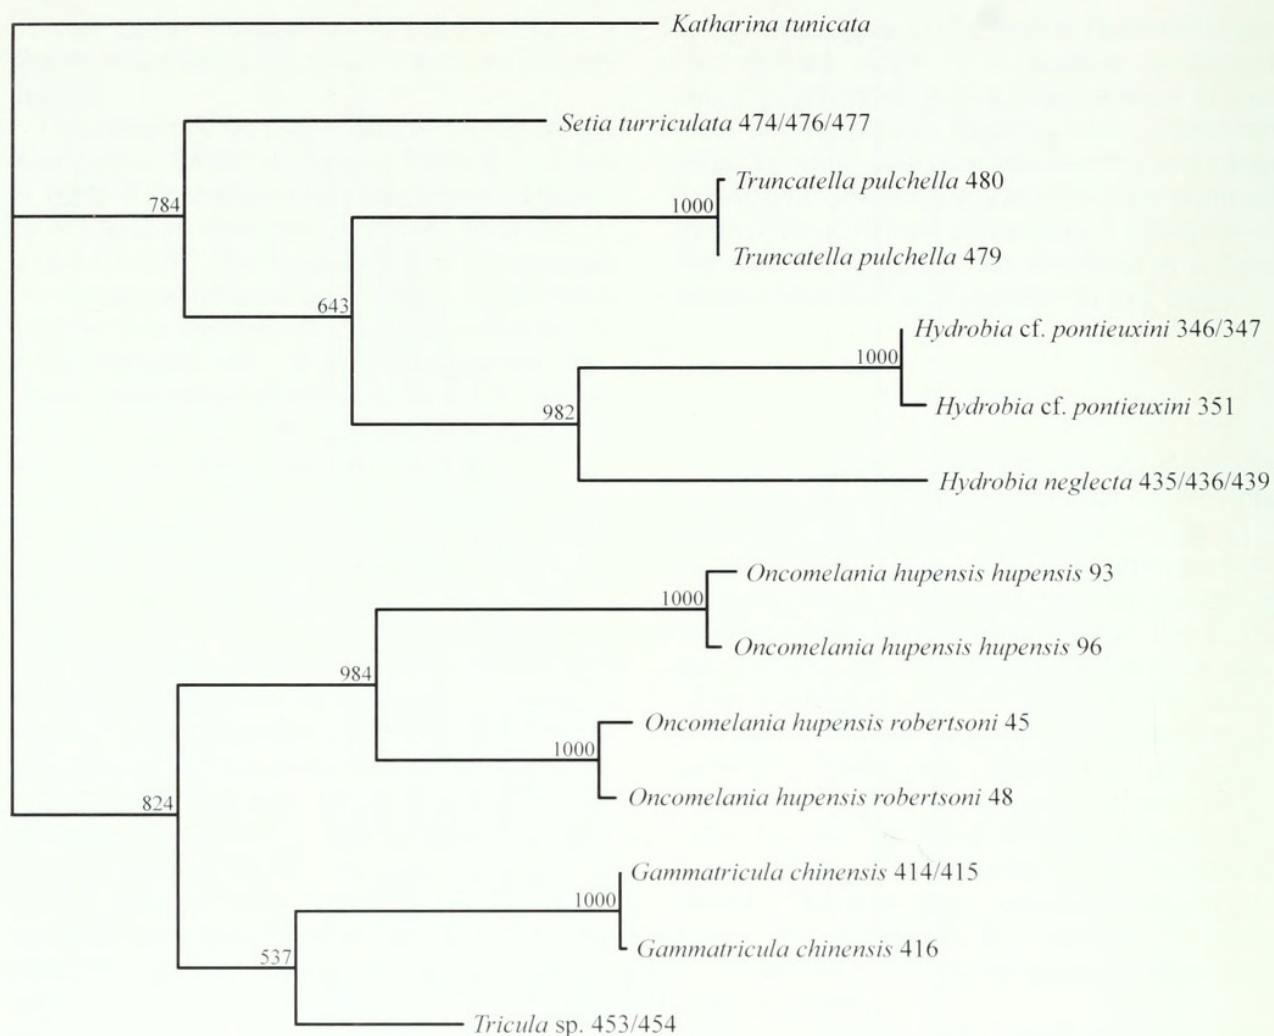 Katharina tunicata
Setia turriculata 474/476/477
784
Truncatella pulchella 480
1000
Truncatella pulchella 479
643
Hydrobia cf. pontieuxini 346/347
1000
Hydrobia cf. pontieuxini 351
982
Hydrobia neglecta 435/436/439
Oncomelania hupensis hupensis 93
1000
Oncomelania hupensis hupensis 96
984
Oncomelania hupensis robertsoni 45
1000
Oncomelania hupensis robertsoni 48
824
Gammatricula chinensis 414/415
1000
Gammatricula chinensis 416
537
Tricula sp. 453/454